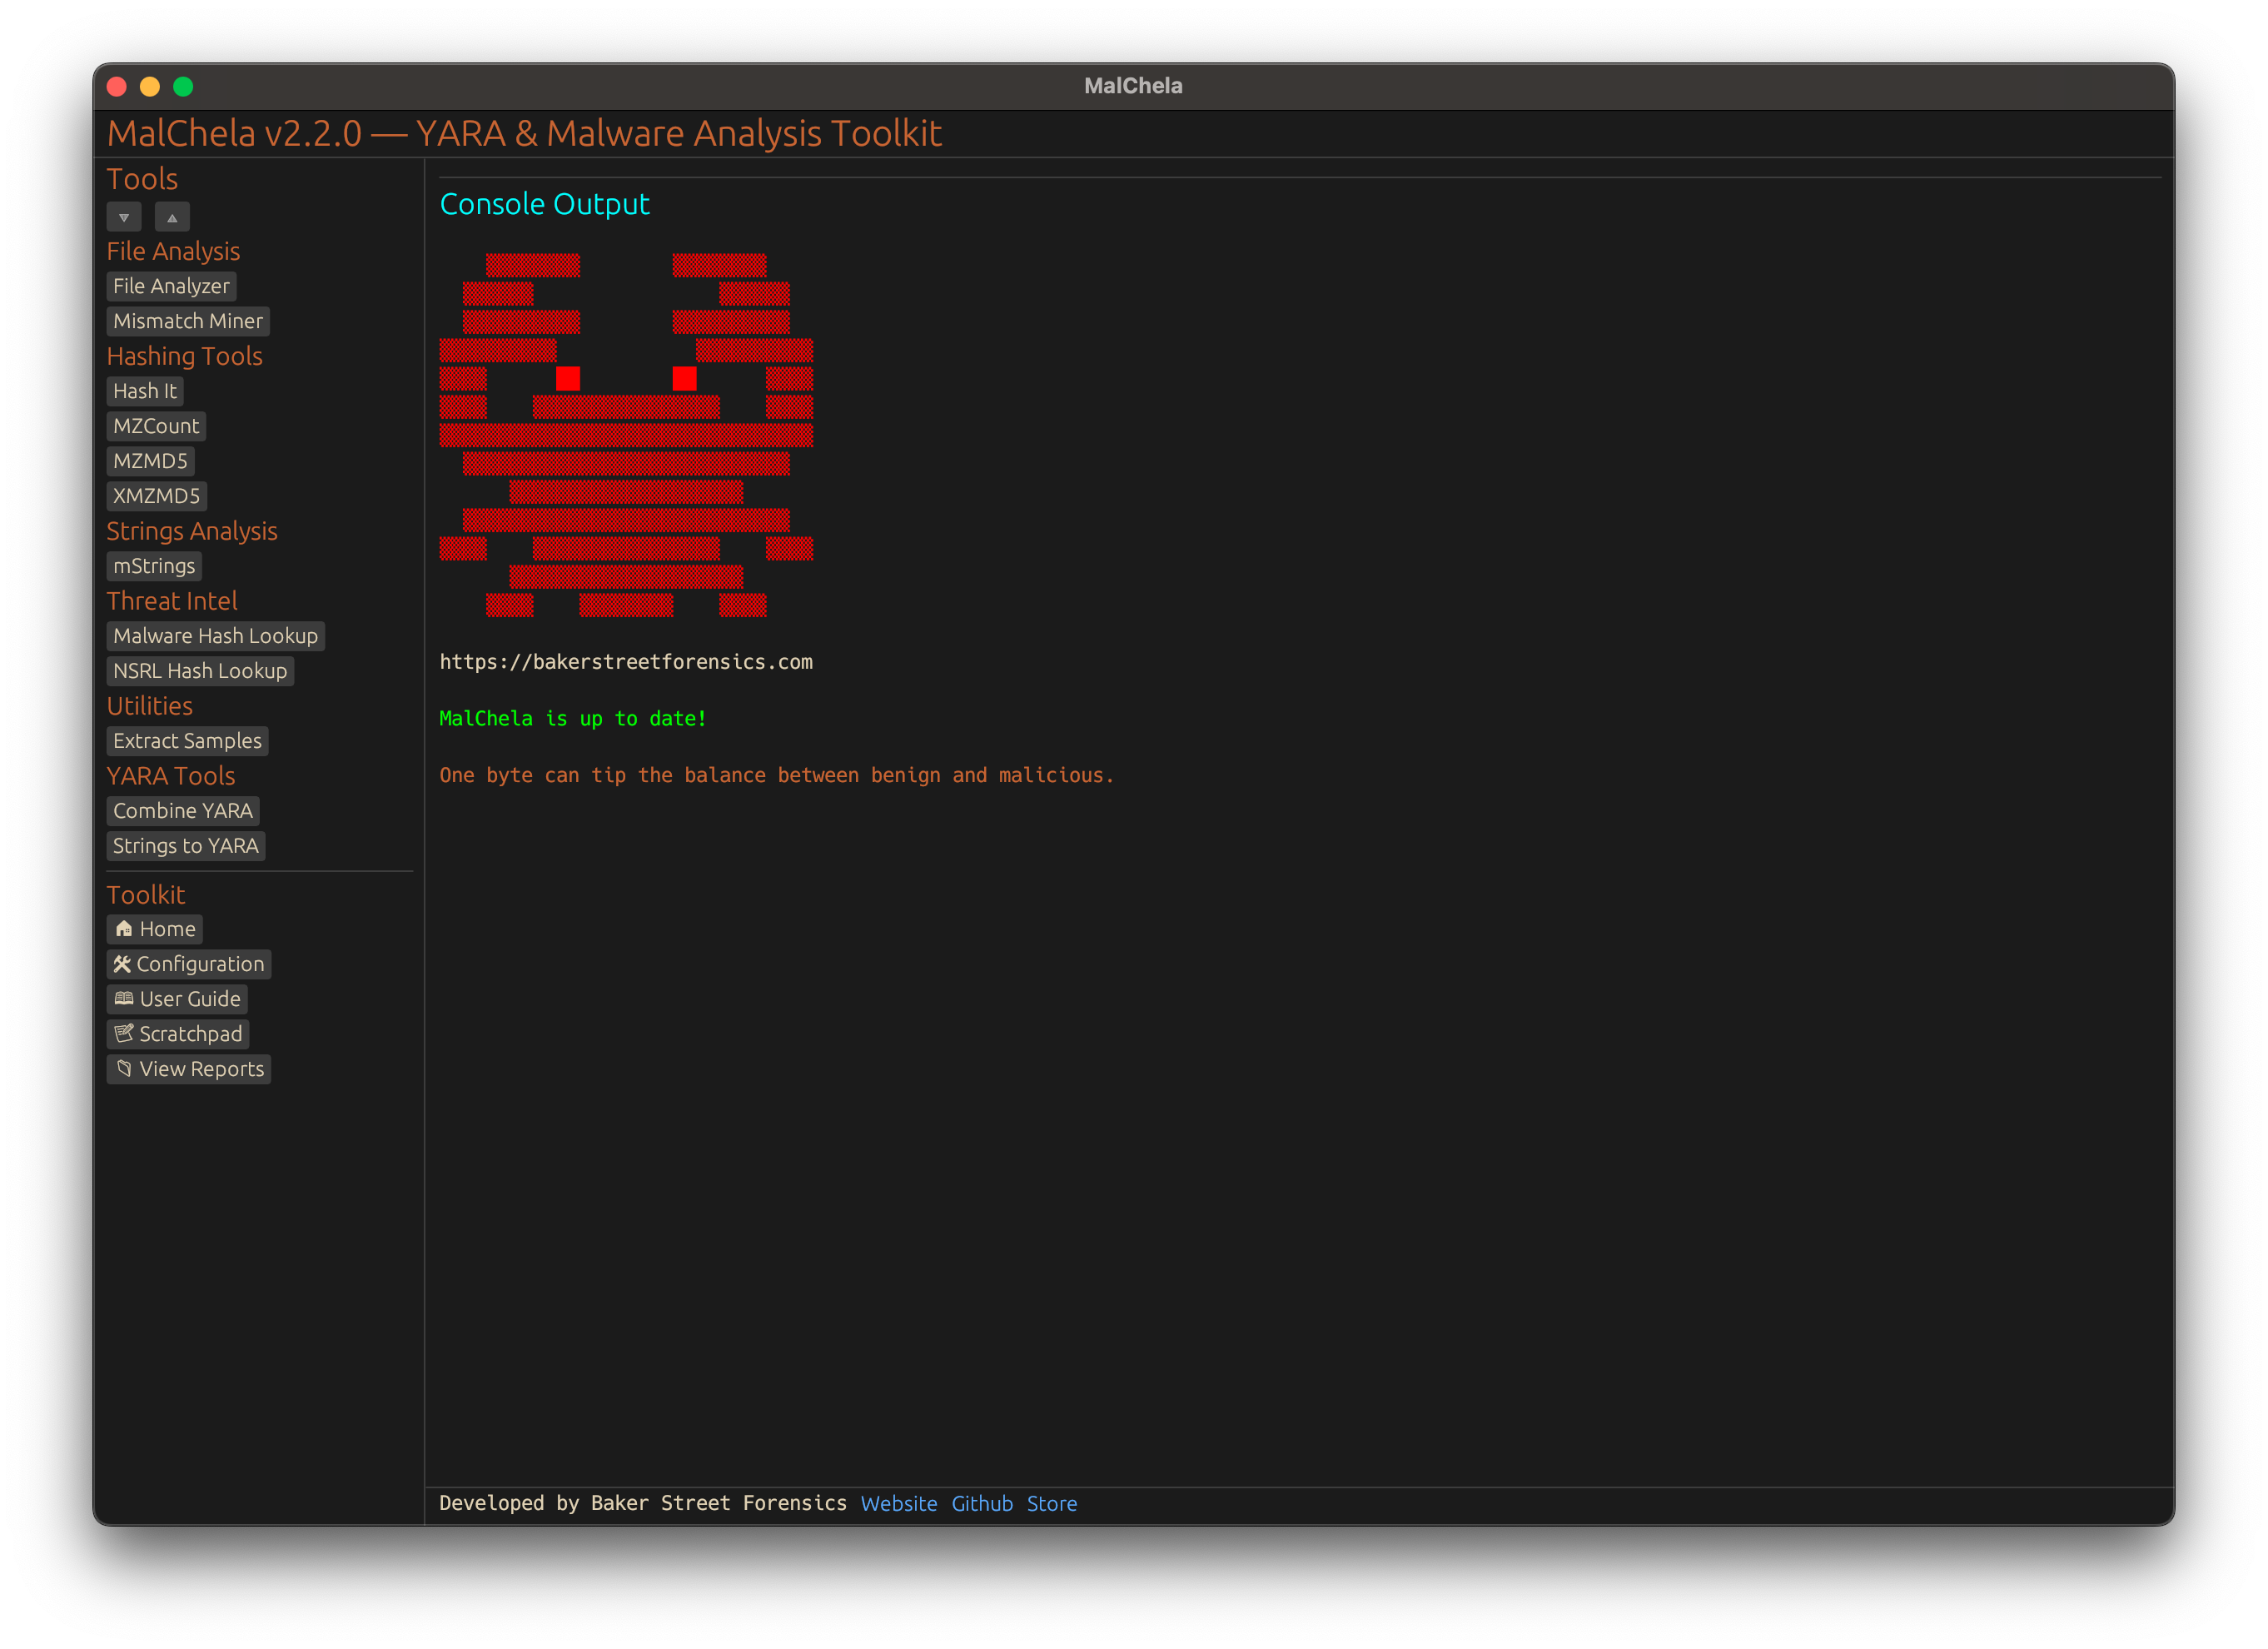 MalChela
MalChela v2.2.0 — YARA & Malware Analysis Toolkit
Tools
File Analysis
File Analyzer
Mismatch Miner
Hashing Tools
Hash It
MZCount
MZMD5
XMZMD5
Strings Analysis
mStrings
Threat Intel
Malware Hash Lookup
NSRL Hash Lookup
Utilities
Extract Samples
YARA Tools
Combine YARA
Strings to YARA
Toolkit
Home
Configuration
User Guide
Scratchpad
View Reports
Console Output
https://bakerstreetforensics.com
MalChela is up to date!
One byte can tip the balance between benign and malicious.
Developed by Baker Street Forensics Website Github Store